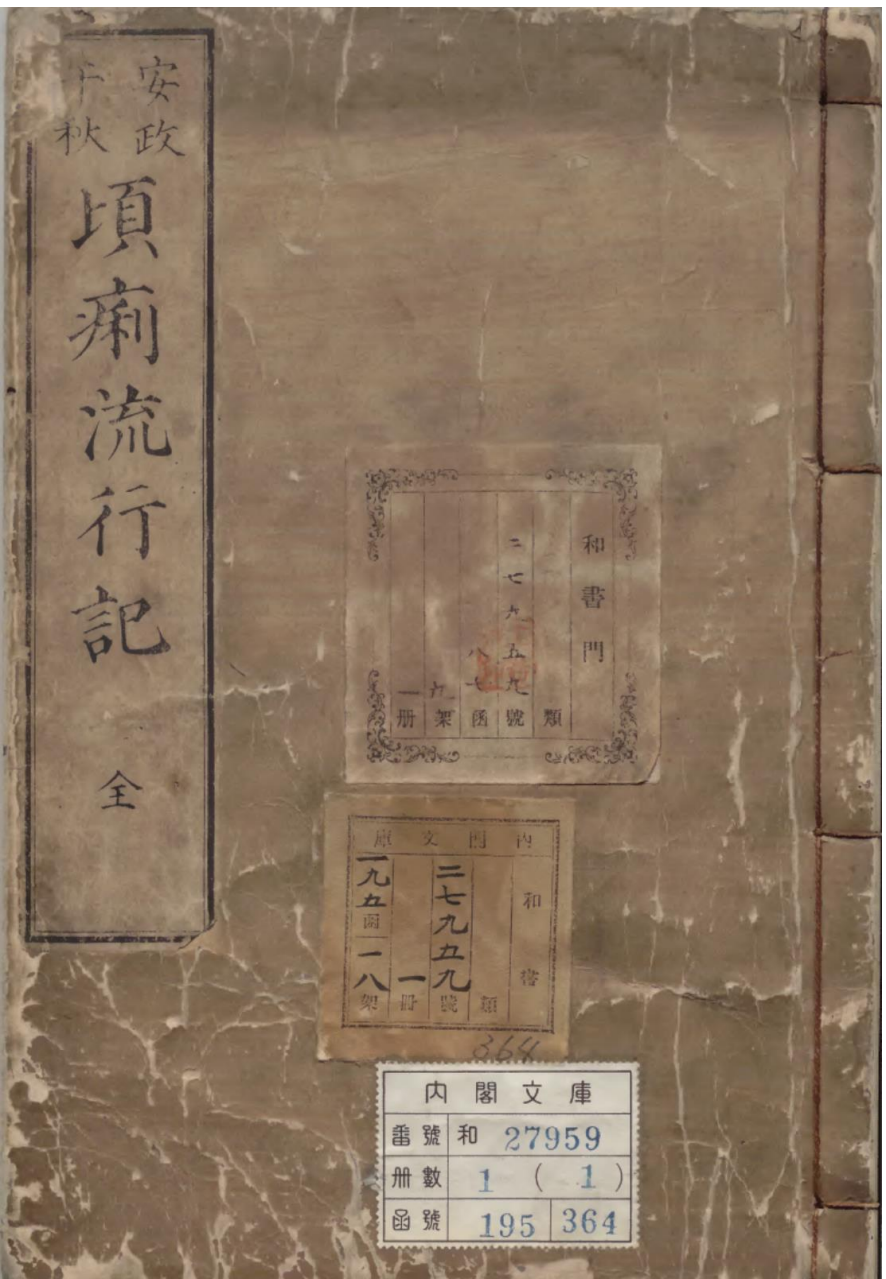 安政
午秋
頃痢流行記
全
和書門
類
二七九五九號
八七函
九架
一册
内閣文庫
和書
類
二七九五九號
一冊
一九五函
一八架
364
内閣文庫
番號 和 27959
冊數 1 ( 1 )
函號 195 364